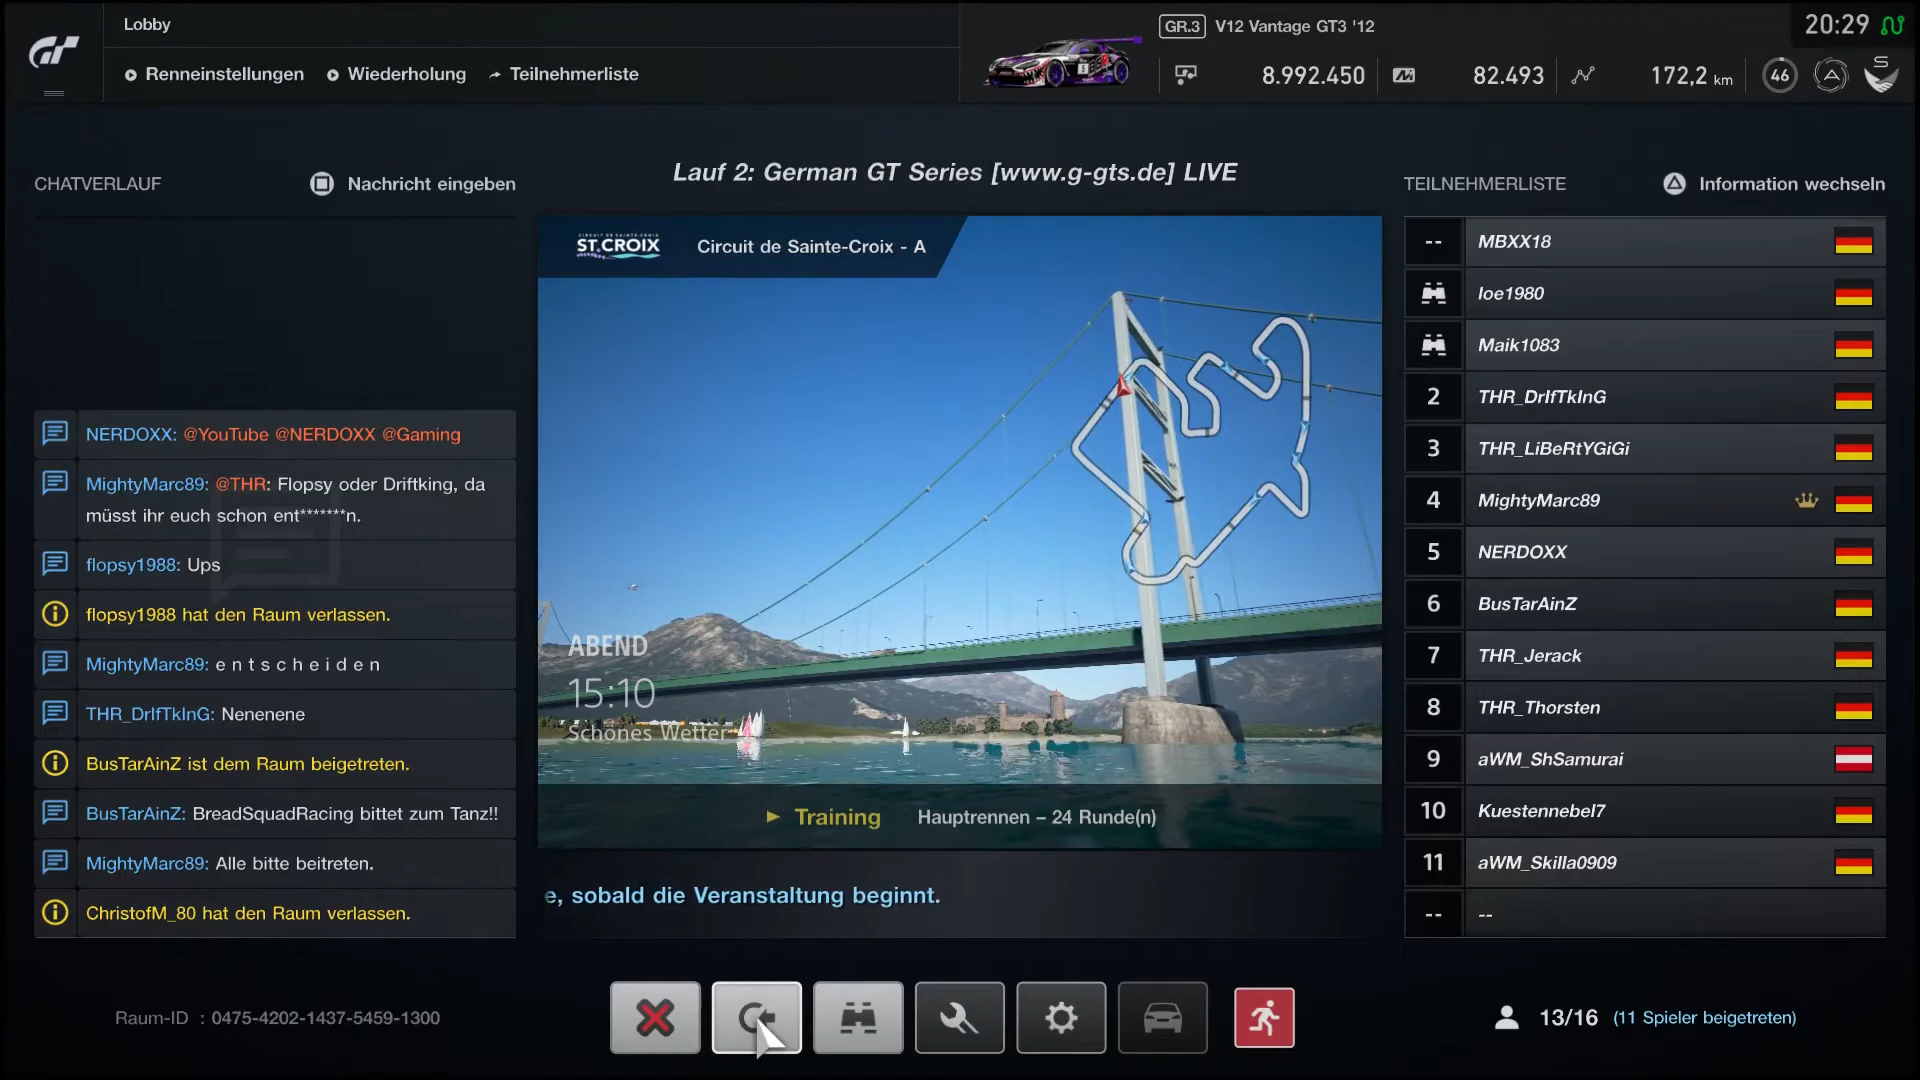 Lobby
Renneinstellungen
Wiederholung
Teilnehmerliste
GR.3 V12 Vantage GT3 '12
8.992.450
82.493
172,2 km
46
S
20:29
CHATVERLAUF
Nachricht eingeben
NERDOXX: @YouTube @NERDOXX @Gaming
MightyMarc89: @THR: Flopsy oder Driftking, da
müsst ihr euch schon ent*******n.
flopsy1988: Ups
flopsy1988 hat den Raum verlassen.
MightyMarc89: e n t s c h e i d e n
THR_DrIfTkInG: Nenenene
BusTarAinZ ist dem Raum beigetreten.
BusTarAinZ: BreadSquadRacing bittet zum Tanz!!
MightyMarc89: Alle bitte beitreten.
ChristofM_80 hat den Raum verlassen.
Lauf 2: German GT Series [www.g-gts.de] LIVE
CIRCUIT DE SAINTE-CROIX
ST.CROIX
Circuit de Sainte-Croix - A
ABEND
15:10
Schönes Wetter
Training
Hauptrennen – 24 Runde(n)
e, sobald die Veranstaltung beginnt.
TEILNEHMERLISTE
Information wechseln
-- MBXX18
Ioe1980
Maik1083
2 THR_DrIfTkInG
3 THR_LiBeRtYGiGi
4 MightyMarc89
5 NERDOXX
6 BusTarAinZ
7 THR_Jerack
8 THR_Thorsten
9 aWM_ShSamurai
10 Kuestennebel7
11 aWM_Skilla0909
-- --
Raum-ID : 0475-4202-1437-5459-1300
13/16 (11 Spieler beigetreten)